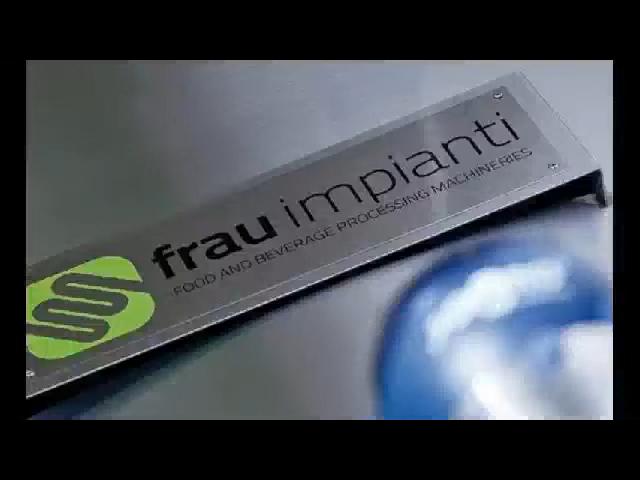 frau impianti
FOOD AND BEVERAGE PROCESSING MACHINERIES